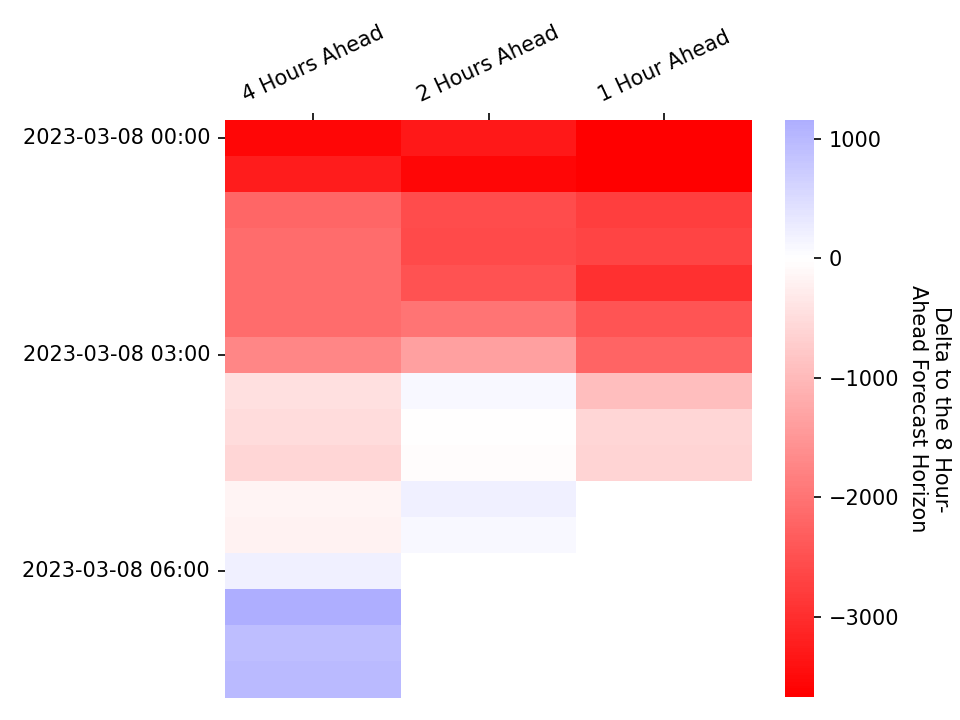 4 Hours Ahead
2 Hours Ahead
1 Hour Ahead
2023-03-08 00:00
2023-03-08 03:00
2023-03-08 06:00
1000
0
−1000
−2000
−3000
Delta to the 8 Hour-
Ahead Forecast Horizon